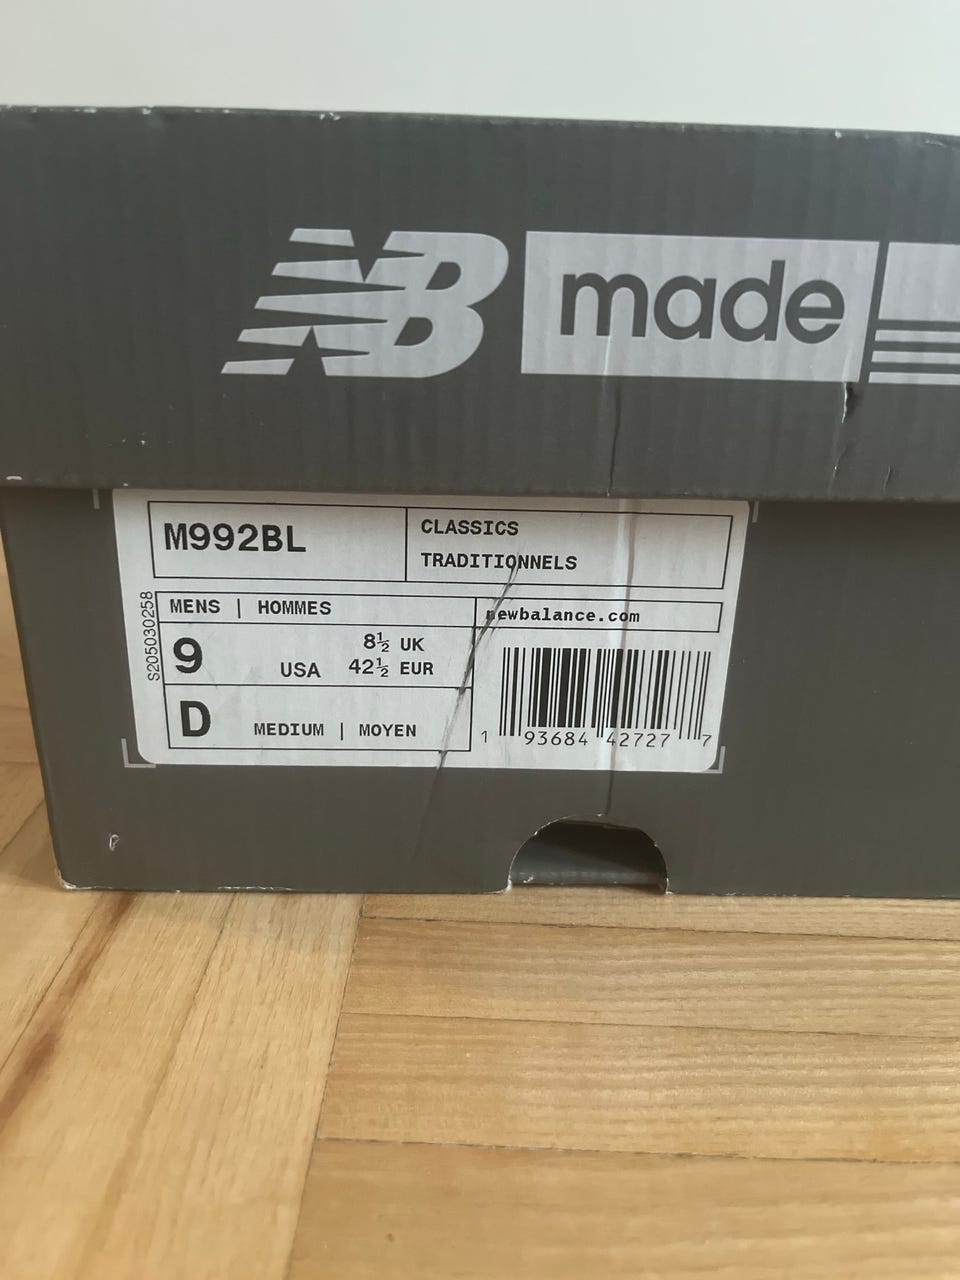 NB made
M992BL
CLASSICS
TRADITIONNELS
S205030258
MENS | HOMMES
newbalance.com
9
8½ UK
USA 42½ EUR
D MEDIUM | MOYEN
1 93684 42727 7